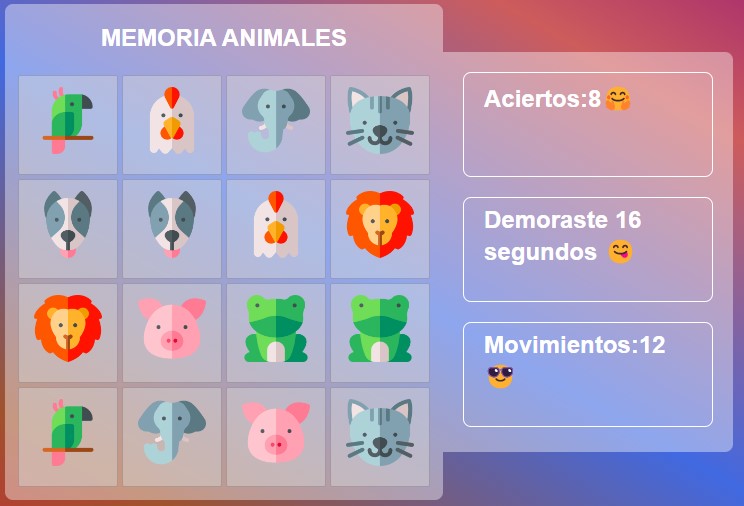 MEMORIA ANIMALES
Aciertos:8🤗
Demoraste 16
segundos 😋
Movimientos:12
😎